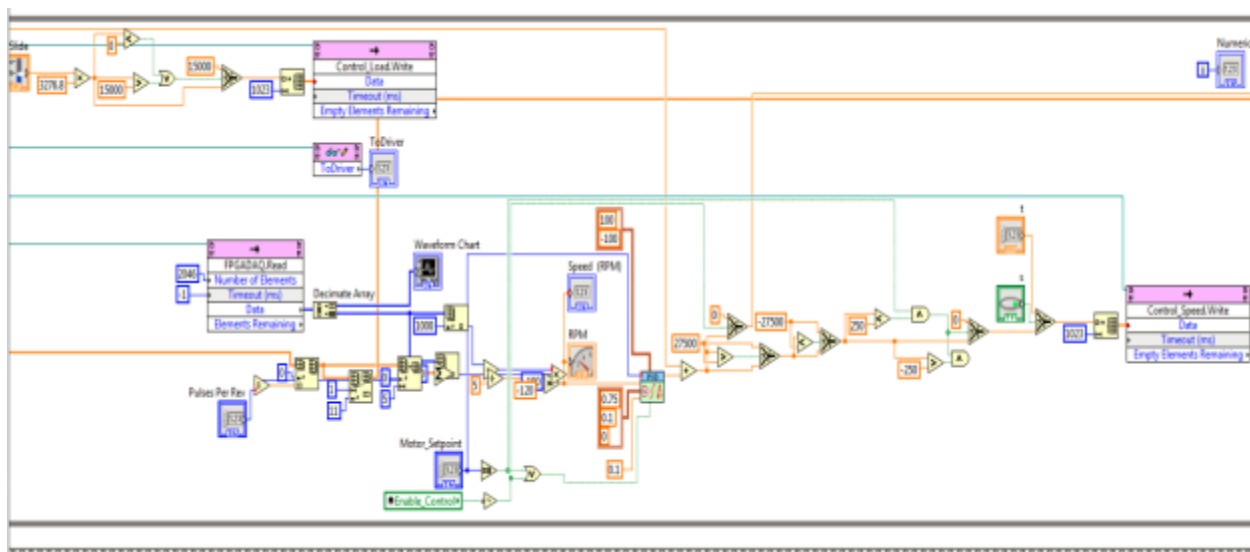 Slide
Numeric
0
15000
Control_Load.Write
Data
3276.8
15000
1023
Timeout (ms)
Empty Elements Remaining
ToDriver
ToDriver
100
-100
t
Waveform Chart
FPGADAQ.Read
Speed (RPM)
2046
Number of Elements
s
-1
Timeout (ms)
Decimate Array
Control_Speed.Write
Data
0
-27500
Data
Elements Remaining
1000
RPM
27500
250
0
1023
Timeout (ms)
Empty Elements Remaining
-250
0
0
5
-120
Pulses Per Rev
1
5
0.75
11
0.1
0
Motor_Setpoint
0.1
Enable_Control